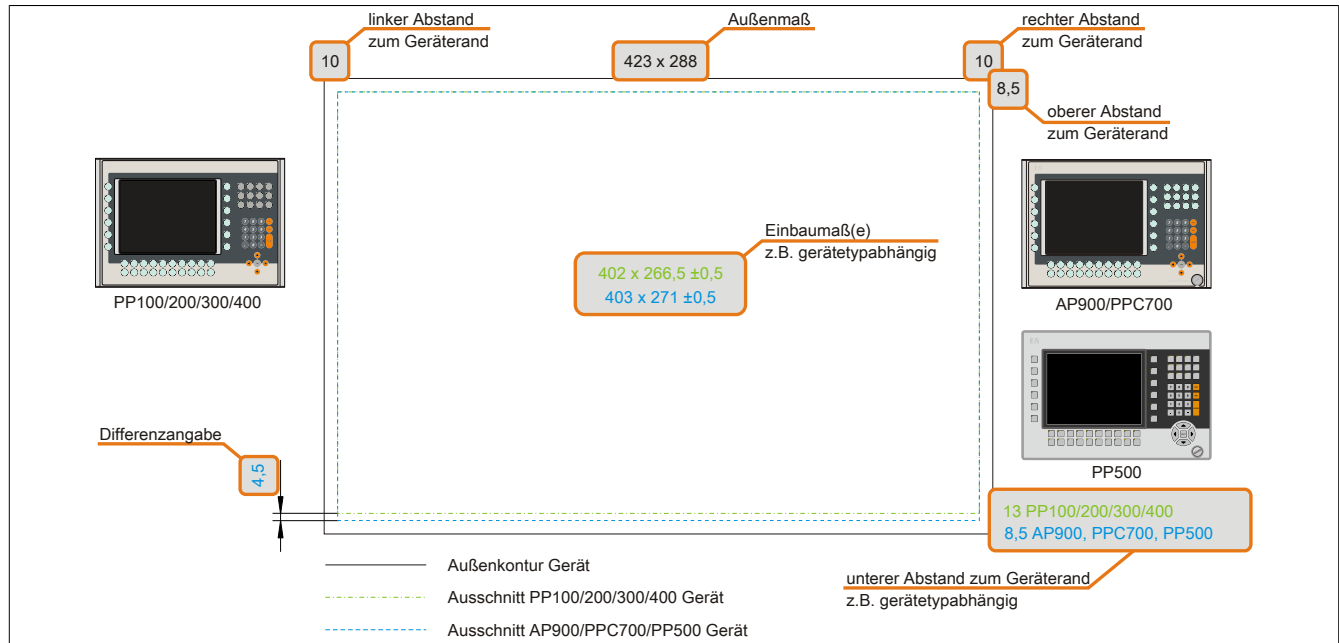 linker Abstand
zum Geräterand
Außenmaß
rechter Abstand
zum Geräterand
10
423 x 288
10
8,5
oberer Abstand
zum Geräterand
Einbaumaß(e)
z.B. gerätetypabhängig
402 x 266,5 ±0,5
403 x 271 ±0,5
PP100/200/300/400
AP900/PPC700
PP500
Differenzangabe
4,5
13 PP100/200/300/400
8,5 AP900, PPC700, PP500
unterer Abstand zum Geräterand
z.B. gerätetypabhängig
Außenkontur Gerät
Ausschnitt PP100/200/300/400 Gerät
Ausschnitt AP900/PPC700/PP500 Gerät